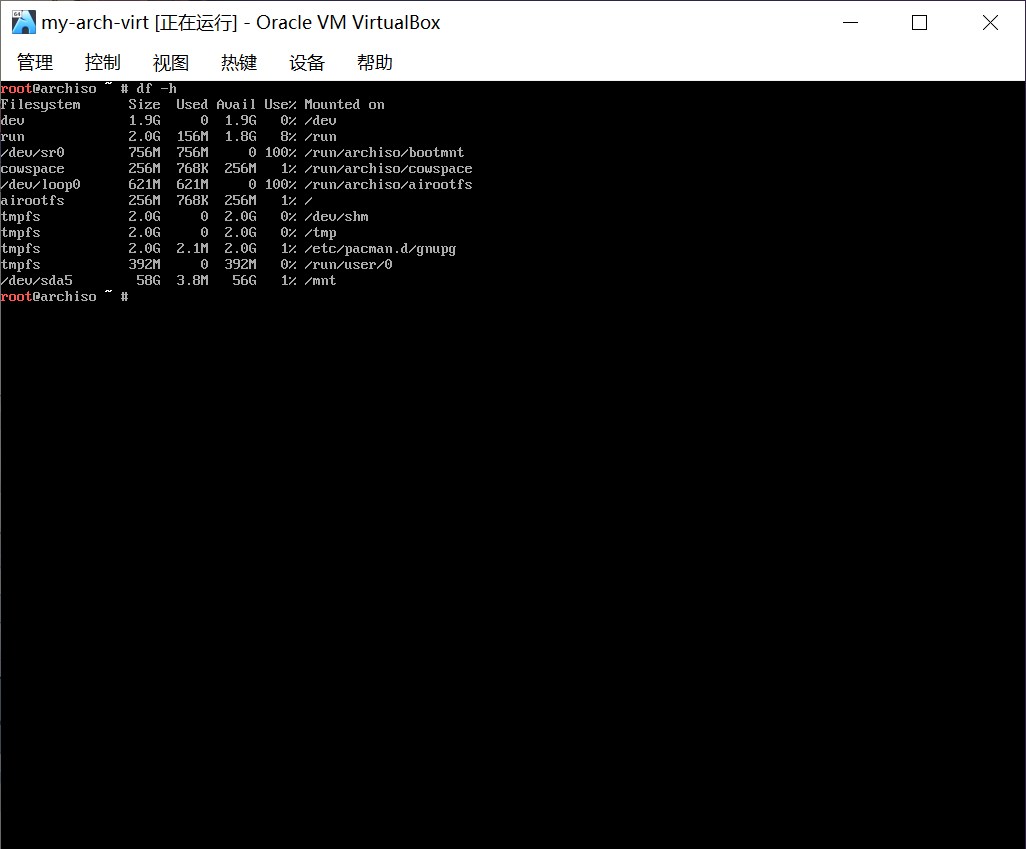 my-arch-virt [正在运行] - Oracle VM VirtualBox
管理 控制 视图 热键 设备 帮助
root@archiso ~ # df -h
Filesystem      Size  Used Avail Use% Mounted on
dev             1.9G     0  1.9G   0% /dev
run             2.0G  156M  1.8G   8% /run
/dev/sr0        756M  756M     0 100% /run/archiso/bootmnt
cowspace        256M  768K  256M   1% /run/archiso/cowspace
/dev/loop0      621M  621M     0 100% /run/archiso/airootfs
airootfs        256M  768K  256M   1% /
tmpfs           2.0G     0  2.0G   0% /dev/shm
tmpfs           2.0G     0  2.0G   0% /tmp
tmpfs           2.0G  2.1M  2.0G   1% /etc/pacman.d/gnupg
tmpfs           392M     0  392M   0% /run/user/0
/dev/sda5        58G  3.8M   56G   1% /mnt
root@archiso ~ #